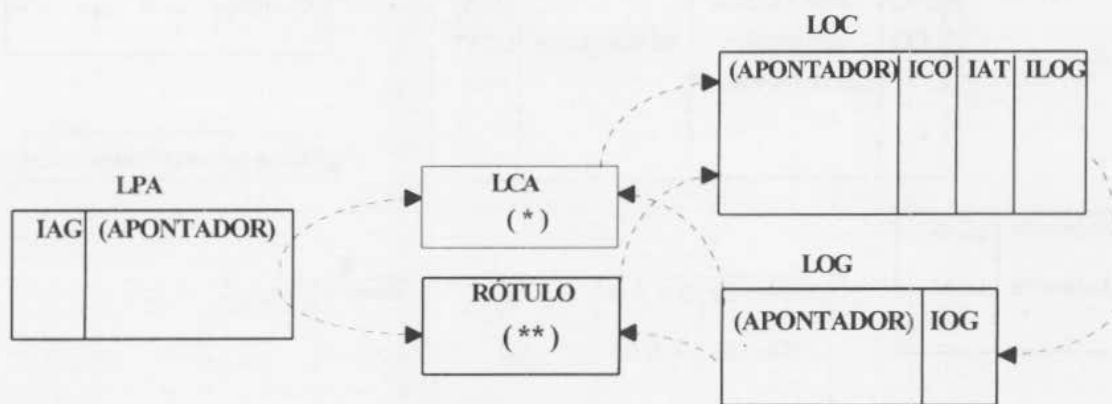 LOC
(APONTADOR) ICO IAT ILOG
LPA
IAG (APONTADOR)
LCA
(*)
RÓTULO
(**)
LOG
(APONTADOR) IOG